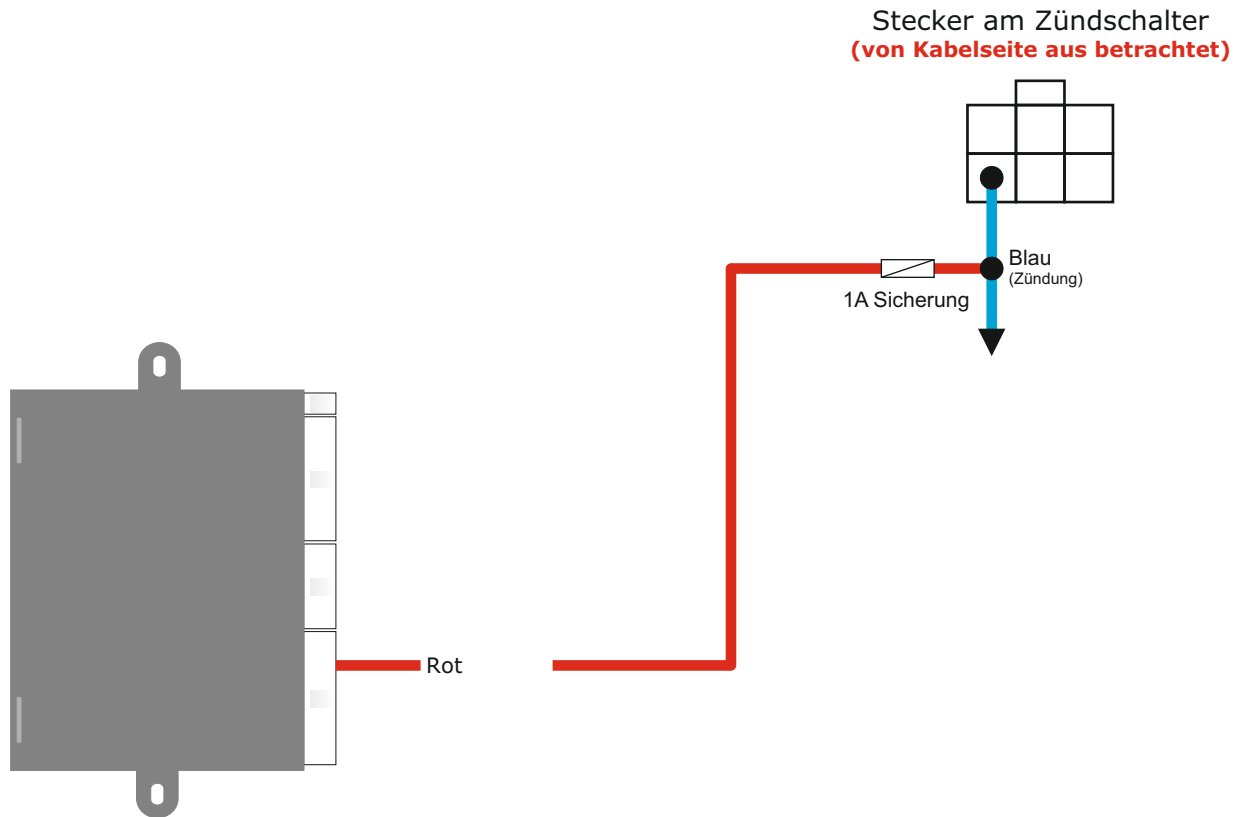 Stecker am Zündschalter
(von Kabelseite aus betrachtet)
Blau
(Zündung)
1A Sicherung
Rot